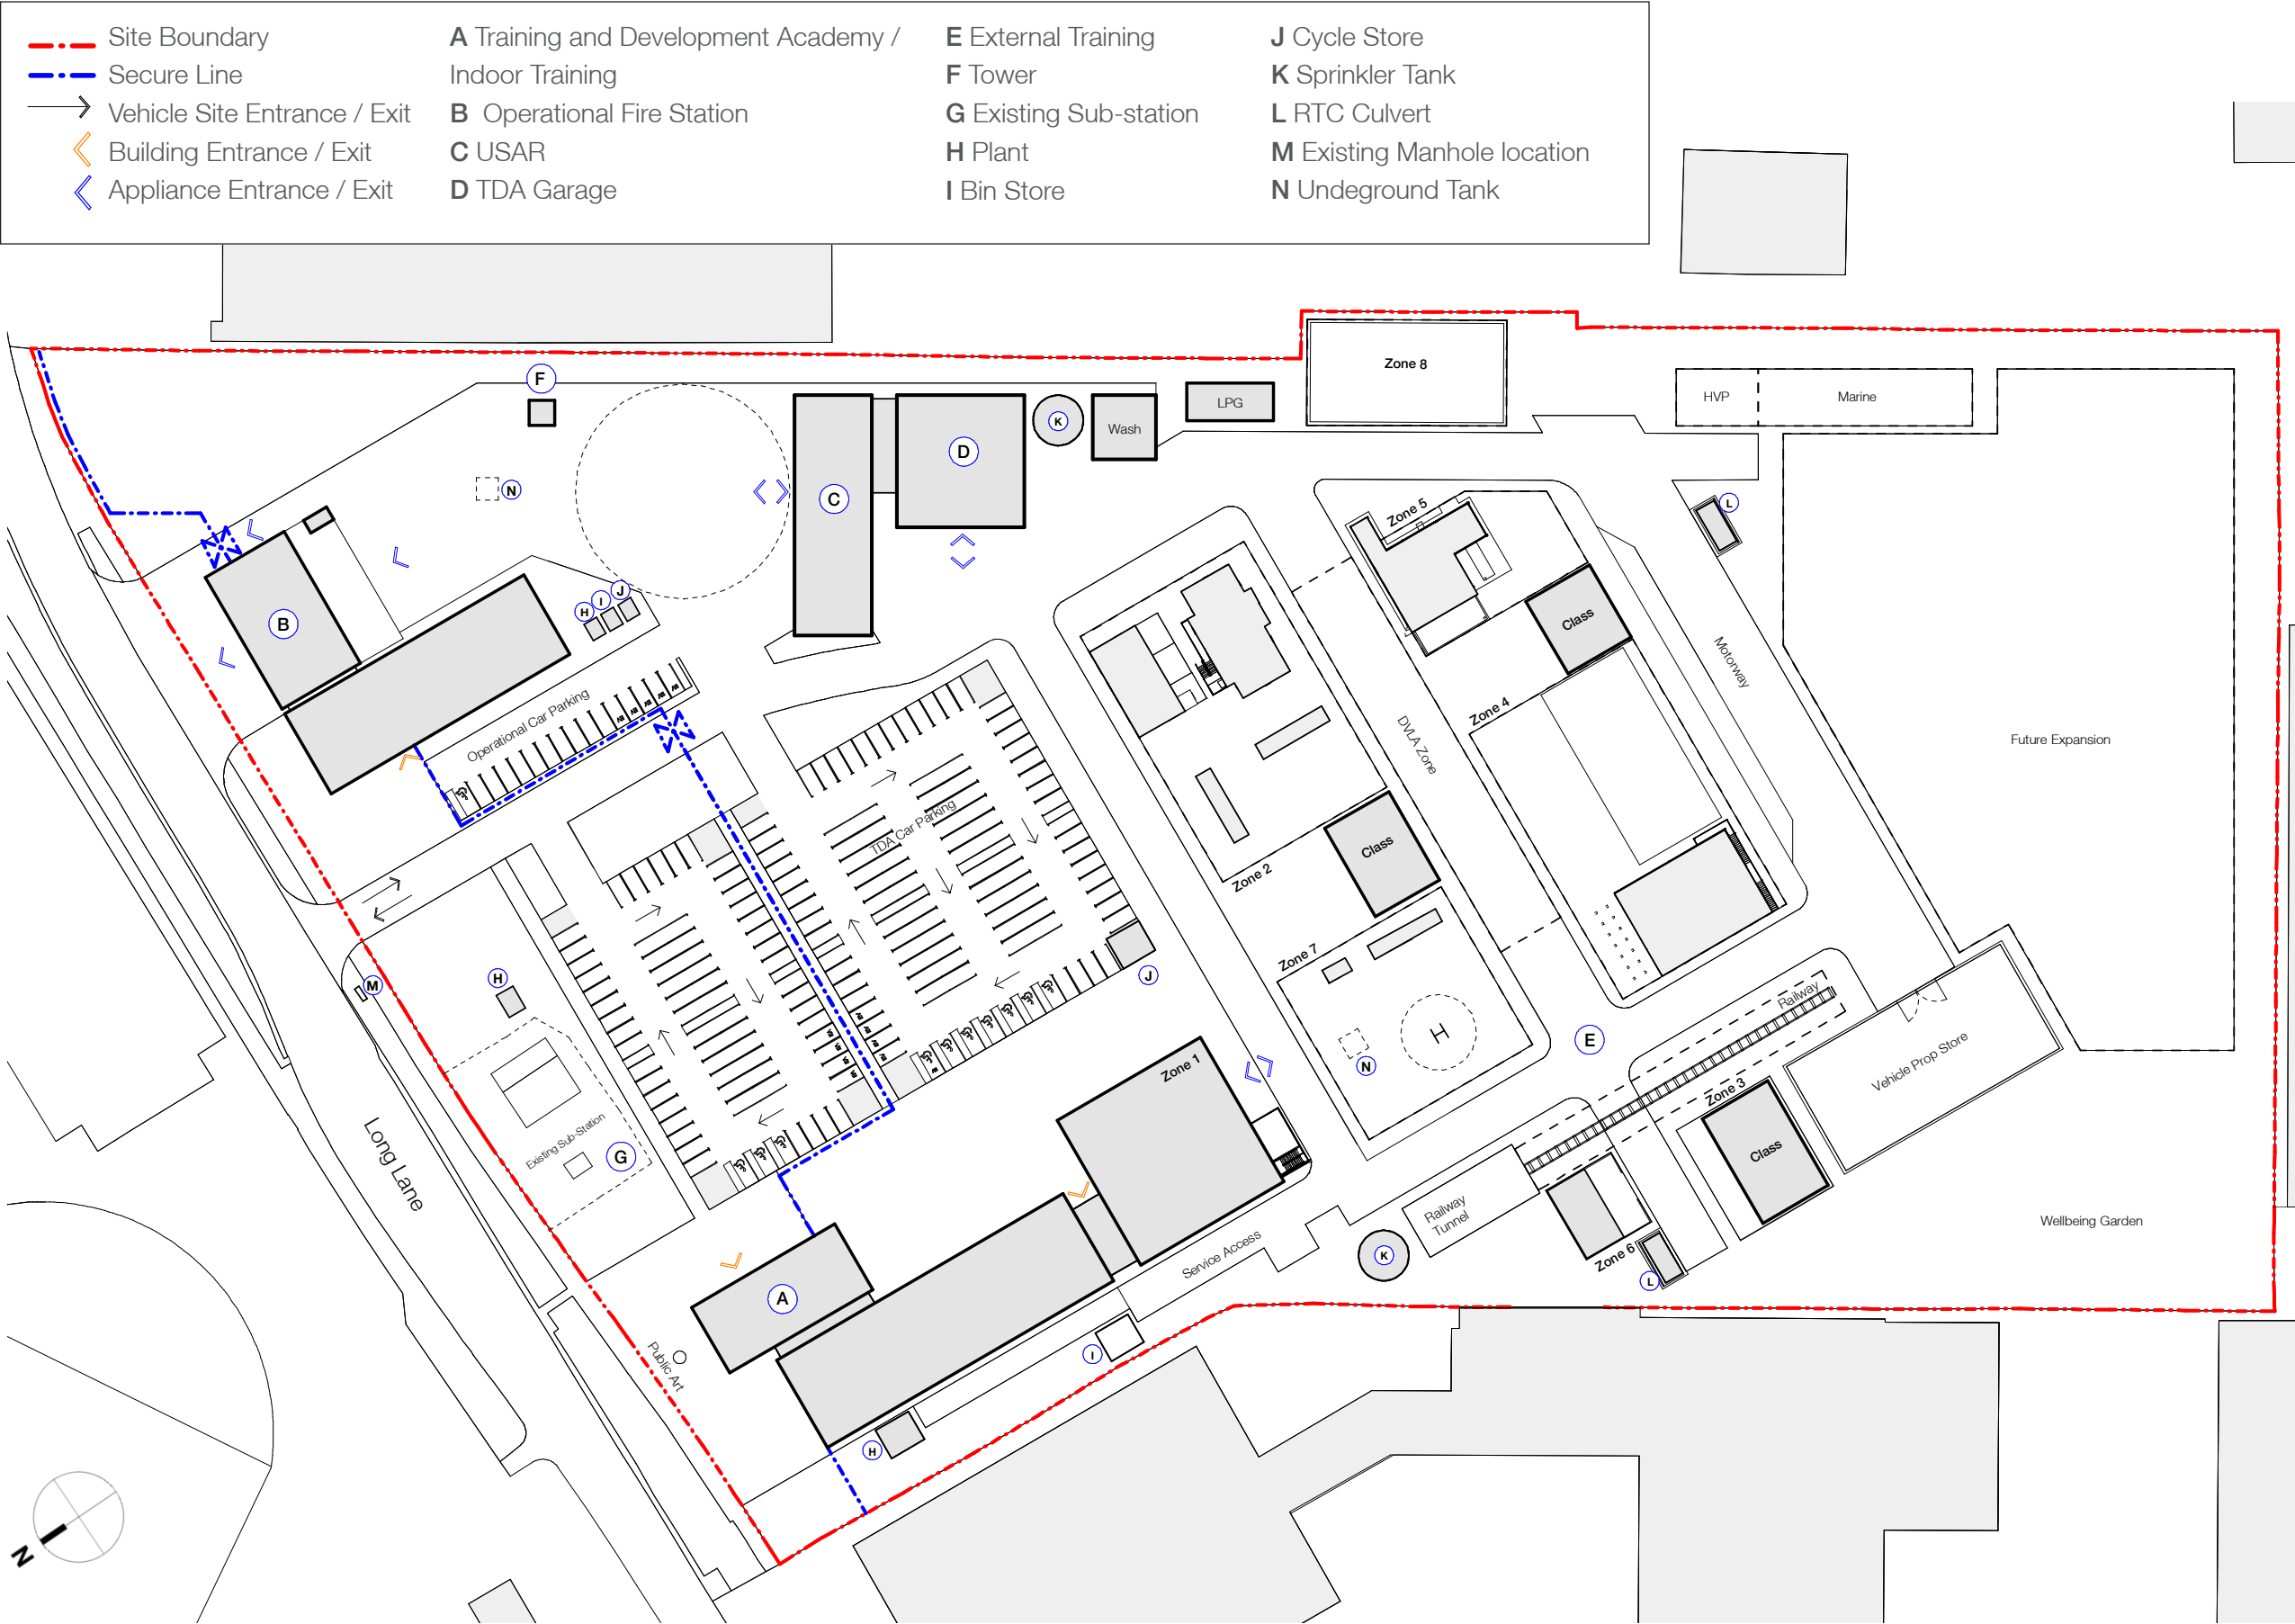 Site Boundary
Secure Line
Vehicle Site Entrance / Exit
Building Entrance / Exit
Appliance Entrance / Exit
A Training and Development Academy /
Indoor Training
B Operational Fire Station
C USAR
D TDA Garage
E External Training
F Tower
G Existing Sub-station
H Plant
I Bin Store
J Cycle Store
K Sprinkler Tank
L RTC Culvert
M Existing Manhole location
N Undeground Tank
Zone 8
F
HVP
Marine
LPG
K
Wash
D
N
C
L
Zone 5
B
H
I
J
Class
Motorway
Operational Car Parking
Zone 4
DVLA Zone
Future Expansion
TDA Car Parking
Class
Zone 2
Zone 7
J
M
H
Railway
H
E
N
Zone 1
Vehicle Prop Store
Zone 3
Class
Long Lane
Existing Sub-Station
G
Railway
Tunnel
Wellbeing Garden
Service Access
K
Zone 6
L
A
Public Art
I
H
N